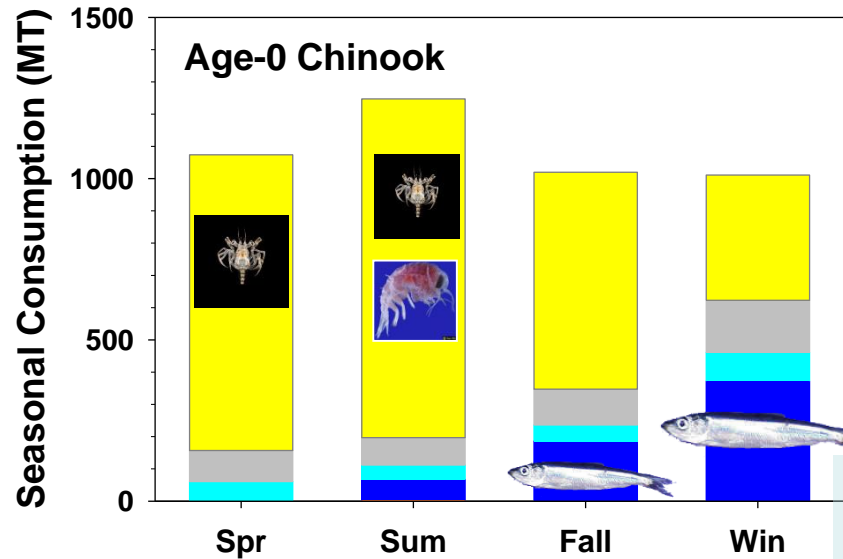 Seasonal Consumption (MT)
1500
Age-0 Chinook
1000
500
0
Spr Sum Fall Win